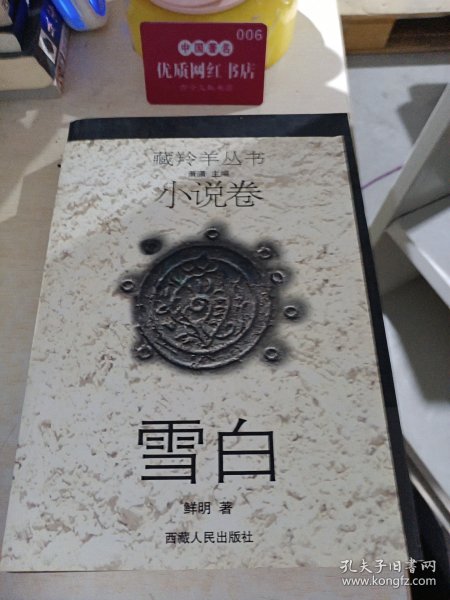 006
中国著名
优质网红书店
藏羚羊丛书
萧潇 主编
小说卷
雪白
鲜明 著
西藏人民出版社
孔夫子旧书网
www.kongfz.com